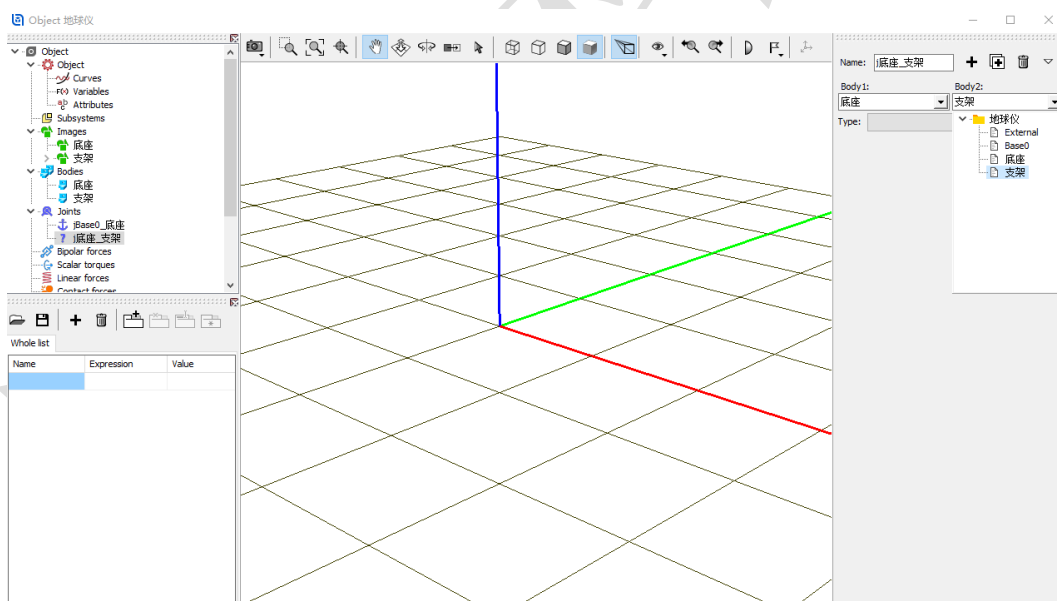 Object 地球仪
Object
Object
Curves
Variables
Attributes
Subsystems
Images
底座
支架
Bodies
底座
支架
Joints
jBase0_底座
j底座_支架
Bipolar forces
Scalar torques
Linear forces
Contact forces
Whole list
Name Expression Value
Name: j底座_支架
Body1: Body2:
底座 支架
Type:
地球仪
External
Base0
底座
支架